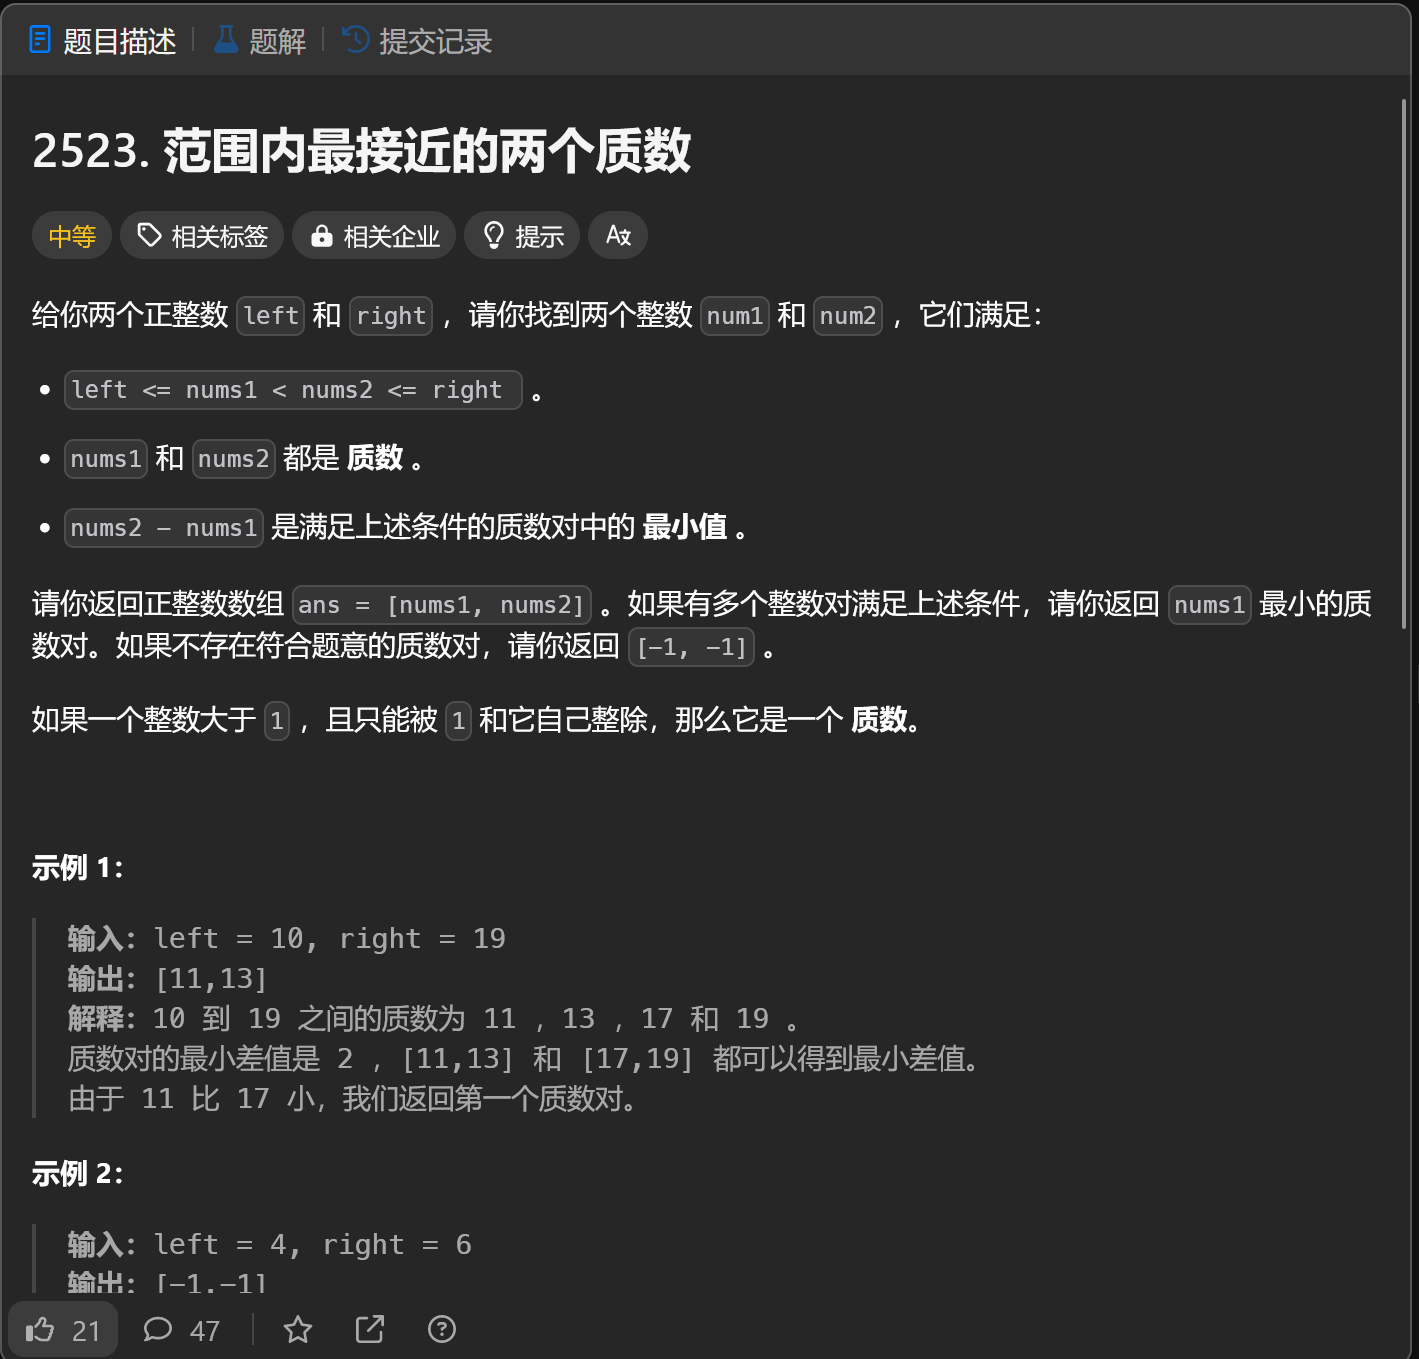 题目描述 题解 提交记录
2523. 范围内最接近的两个质数
中等 相关标签 相关企业 提示
给你两个正整数 left 和 right ，请你找到两个整数 num1 和 num2 ，它们满足：
left <= nums1 < nums2 <= right 。
nums1 和 nums2 都是 质数 。
nums2 - nums1 是满足上述条件的质数对中的 最小值 。
请你返回正整数数组 ans = [nums1, nums2] 。如果有多个整数对满足上述条件，请你返回 nums1 最小的质
数对。如果不存在符合题意的质数对，请你返回 [-1, -1] 。
如果一个整数大于 1 ，且只能被 1 和它自己整除，那么它是一个 质数。
示例 1：
输入：left = 10, right = 19
输出：[11,13]
解释：10 到 19 之间的质数为 11 ，13 ，17 和 19 。
质数对的最小差值是 2 ，[11,13] 和 [17,19] 都可以得到最小差值。
由于 11 比 17 小，我们返回第一个质数对。
示例 2：
输入：left = 4, right = 6
输出：[-1,-1]
21 47